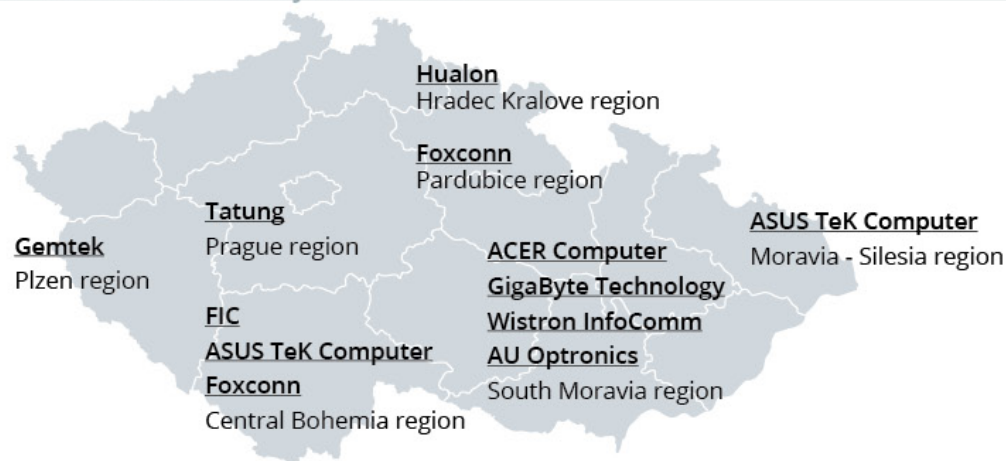 Hualon
Hradec Kralove region
Foxconn
Pardubice region
Tatung
Prague region
Gemtek
Plzen region
ASUS TeK Computer
Moravia - Silesia region
ACER Computer
GigaByte Technology
Wistron InfoComm
AU Optronics
South Moravia region
FIC
ASUS TeK Computer
Foxconn
Central Bohemia region